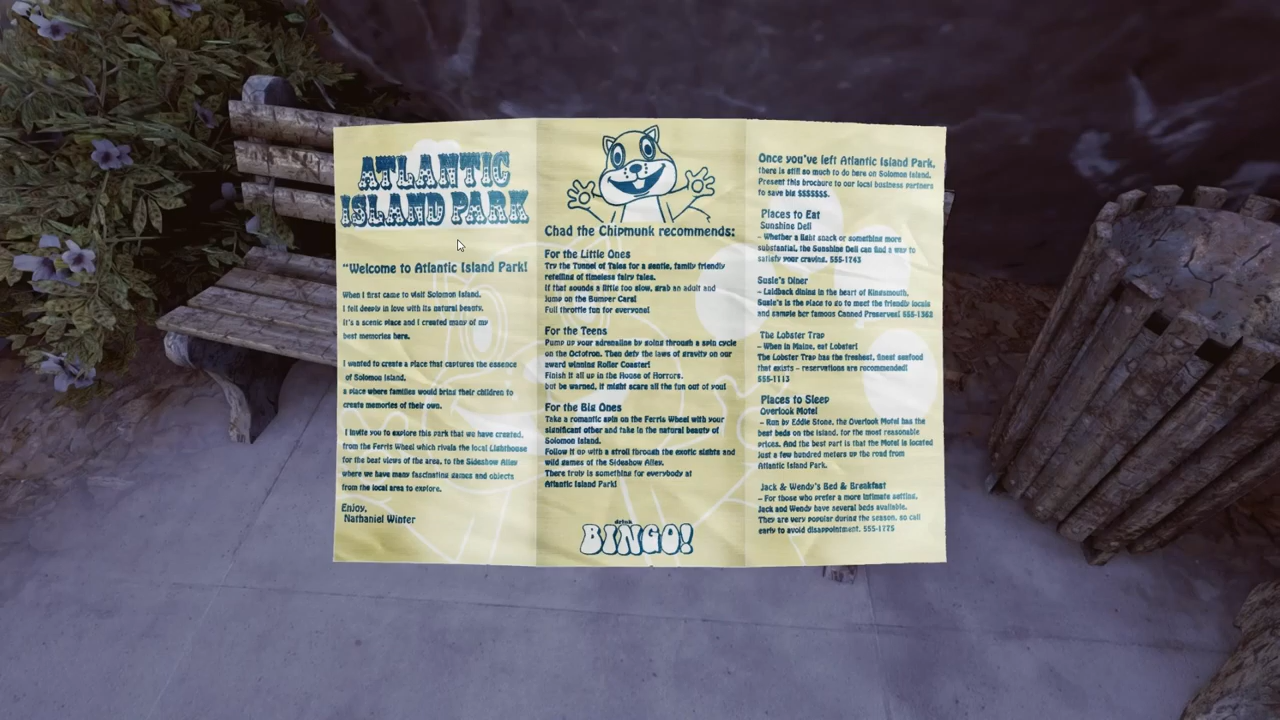 ATLANTIC
ISLAND PARK
"Welcome to Atlantic Island Park!
When I first came to visit Solomon Island,
I fell deeply in love with its natural beauty.
It's a scenic place and I created many of my
best memories here.
I wanted to create a place that captures the essence
of Solomon Island,
a place where families would bring their children to
create memories of their own.
I invite you to explore this park that we have created,
from the Ferris Wheel which rivals the local Lighthouse
for the best views of the area, to the Sideshow Alley
where we have many fascinating games and objects
from the local area to explore.
Enjoy,
Nathaniel Winter
Chad the Chipmunk recommends:
For the Little Ones
Try the Tunnel of Tales for a gentle, family friendly
retelling of timeless fairy tales.
If that sounds a little too slow, grab an adult and
jump on the Bumper Cars!
Full throttle fun for everyone!
For the Teens
Pump up your adrenaline by going through a spin cycle
on the Octotron. Then defy the laws of gravity on our
award winning Roller Coaster!
Finish it all up in the House of Horrors,
but be warned, it might scare all the fun out of you!
For the Big Ones
Take a romantic spin on the Ferris Wheel with your
significant other and take in the natural beauty of
Solomon Island.
Follow it up with a stroll through the exotic sights and
wild games of the Sideshow Alley.
There truly is something for everybody at
Atlantic Island Park!
drink
BINGO!
Once you've left Atlantic Island Park,
there is still so much to do here on Solomon Island.
Present this brochure to our local business partners
to save big $$$$$$$.
Places to Eat
Sunshine Deli
- Whether a light snack or something more
substantial, the Sunshine Deli can find a way to
satisfy your craving. 555-1743
Susie's Diner
- Laidback dining in the heart of Kingsmouth,
Susie's is the place to go to meet the friendly locals
and sample her famous Canned Preserves! 555-1368
The Lobster Trap
- When in Maine, eat Lobster!
The Lobster Trap has the freshest, finest seafood
that exists - reservations are recommended!
555-1113
Places to Sleep
Overlook Motel
- Run by Eddie Stone, the Overlook Motel has the
best beds on the island, for the most reasonable
prices. And the best part is that the Motel is located
just a few hundred meters up the road from
Atlantic Island Park.
Jack & Wendy's Bed & Breakfast
- For those who prefer a more intimate setting,
Jack and Wendy have several beds available.
They are very popular during the season, so call
early to avoid disappointment. 555-1775